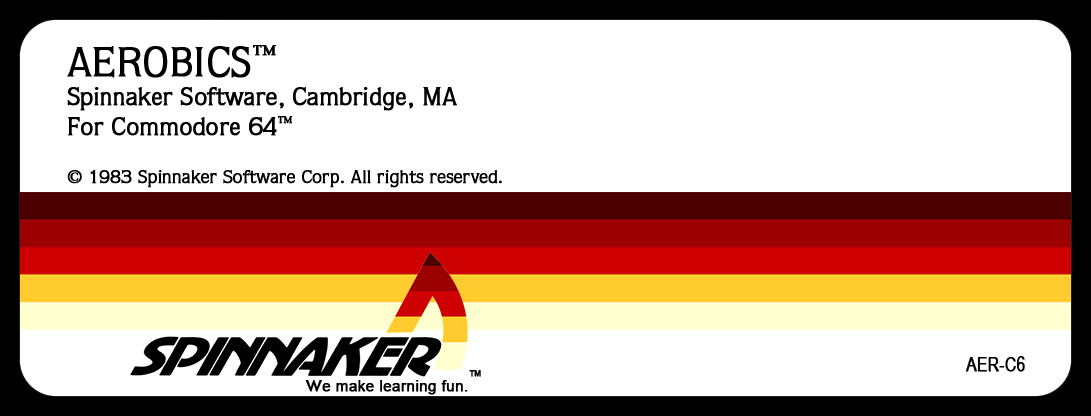 AEROBICS™
Spinnaker Software, Cambridge, MA
For Commodore 64™
© 1983 Spinnaker Software Corp. All rights reserved.
SPINNAKER™
We make learning fun.
AER-C6